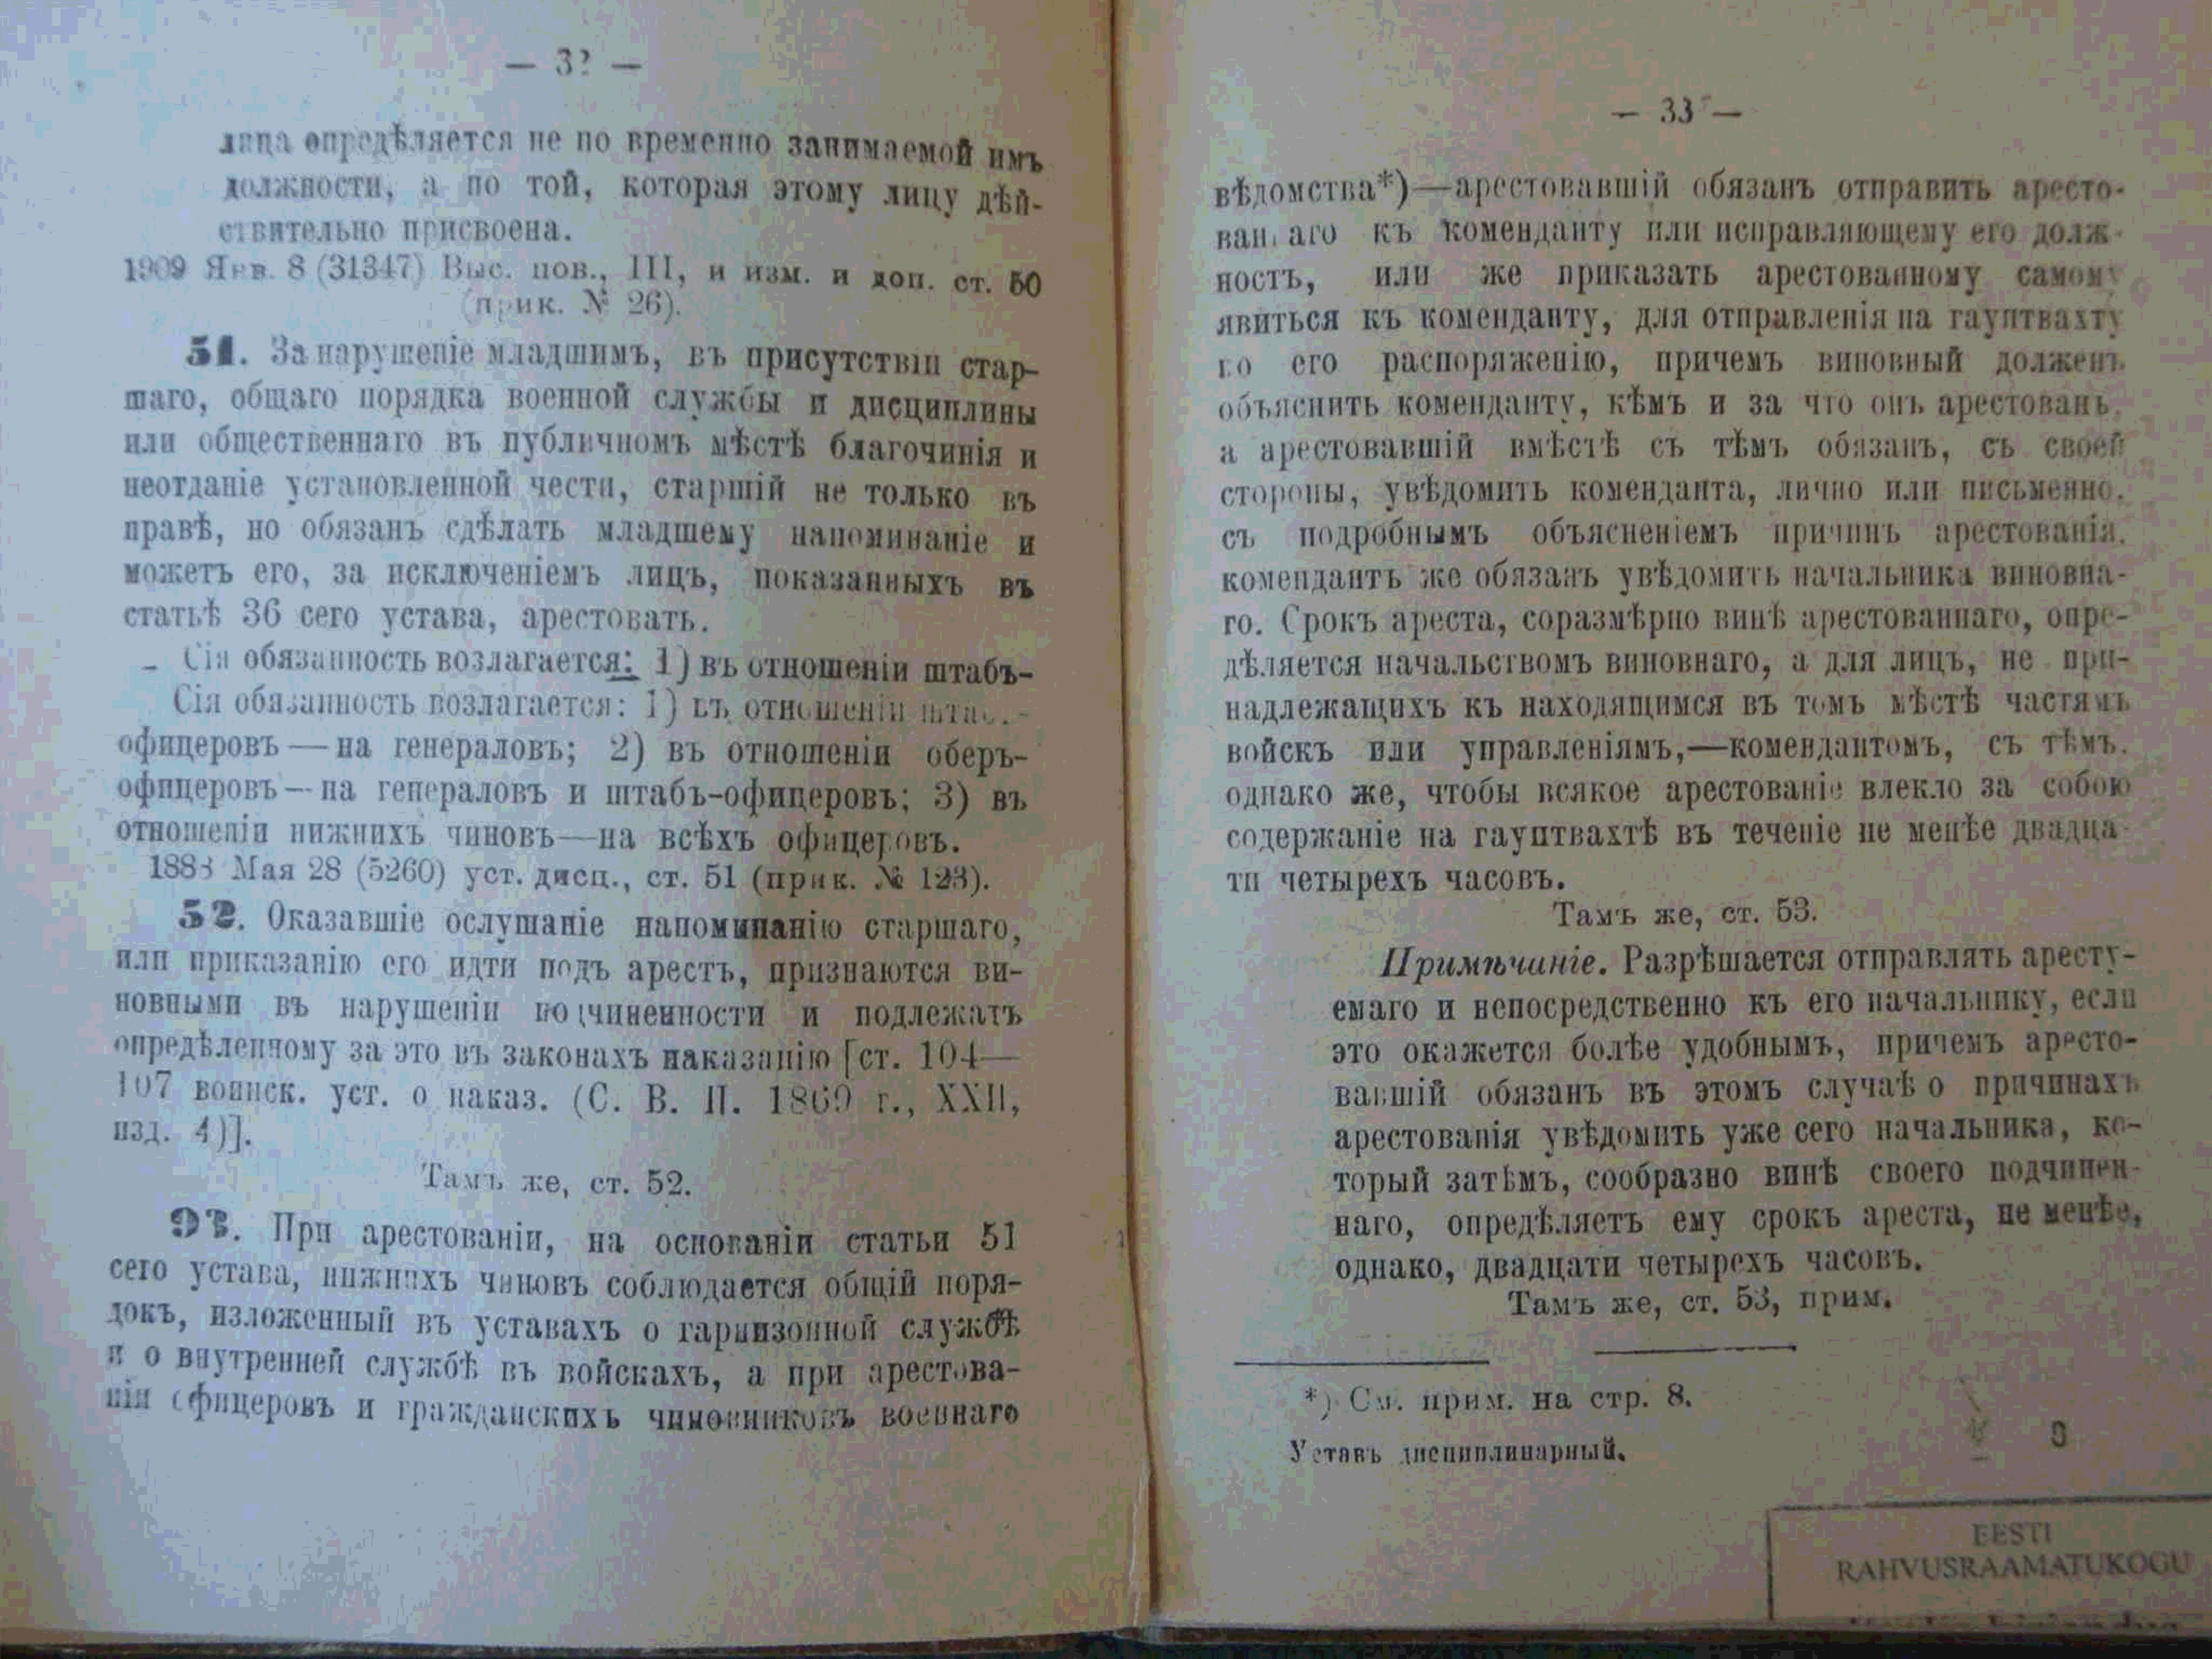 — 32 —
лица опредѣляется не по временно занимаемой имъ
должности, а по той, которая этому лицу дѣй-
ствительно присвоена.
1909 Янв. 8 (31347) Выс. пов., III, и изм. и доп. ст. 50
(прик. № 26).
51. За нарушеніе младшимъ, въ присутствіи стар-
шаго, общаго порядка военной службы и дисциплины
или общественнаго въ публичномъ мѣстѣ благочинія и
неотданіе установленной чести, старшій не только въ
правѣ, но обязанъ сдѣлать младшему напоминаніе и
можетъ его, за исключеніемъ лицъ, показанныхъ въ
статьѣ 36 сего устава, арестовать.
Сія обязанность возлагается: 1) въ отношеніи штабъ-
Сія обязанность возлагается: 1) въ отношеніи штаб.-
офицеровъ — на генераловъ; 2) въ отношеніи оберъ-
офицеровъ — на генераловъ и штабъ-офицеровъ; 3) въ
отношеніи нижнихъ чиновъ — на всѣхъ офицеровъ.
1888 Мая 28 (5260) уст. дисц., ст. 51 (прик. № 123).
52. Оказавшіе ослушаніе напоминанію старшаго,
или приказанію его идти подъ арестъ, признаются ви-
новными въ нарушеніи подчиненности и подлежатъ
опредѣленному за это въ законахъ наказанію [ст. 104—
107 воинск. уст. о наказ. (С. В. П. 1869 г., XXII,
изд. 4)].
Тамъ же, ст. 52.
93. При арестованіи, на основаніи статьи 51
сего устава, нижнихъ чиновъ соблюдается общій поря-
докъ, изложенный въ уставахъ о гарнизонной службѣ
и о внутренней службѣ въ войскахъ, а при арестова-
ніи офицеровъ и гражданскихъ чиновниковъ военнаго
— 33 —
вѣдомства*)—арестовавшій обязанъ отправить аресто-
ваннаго къ коменданту или исправляющему его долж-
ность, или же приказать арестованному самому
явиться къ коменданту, для отправленія на гауптвахту
по его распоряженію, причемъ виновный долженъ
объяснить коменданту, кѣмъ и за что онъ арестованъ,
а арестовавшій вмѣстѣ съ тѣмъ обязанъ, съ своей
стороны, увѣдомить коменданта, лично или письменно,
съ подробнымъ объясненіемъ причинъ арестованія,
комендантъ же обязанъ увѣдомить начальника виновна-
го. Срокъ ареста, соразмѣрно винѣ арестованнаго, опре-
дѣляется начальствомъ виновнаго, а для лицъ, не при-
надлежащихъ къ находящимся въ томъ мѣстѣ частямъ
войскъ или управленіямъ,—комендантомъ, съ тѣмъ,
однако же, чтобы всякое арестованіе влекло за собою
содержаніе на гауптвахтѣ въ теченіе не менѣе двадца-
ти четырехъ часовъ.
Тамъ же, ст. 53.
Примѣчаніе. Разрѣшается отправлять аресту-
емаго и непосредственно къ его начальнику, если
это окажется болѣе удобнымъ, причемъ аресто-
вавшій обязанъ въ этомъ случаѣ о причинахъ
арестованія увѣдомить уже сего начальника, ко-
торый затѣмъ, сообразно винѣ своего подчинен-
наго, опредѣляетъ ему срокъ ареста, не менѣе,
однако, двадцати четырехъ часовъ.
Тамъ же, ст. 53, прим.
*) См. прим. на стр. 8.
Уставъ дисциплинарный.
EESTI
RAHVUSRAAMATUKOGU